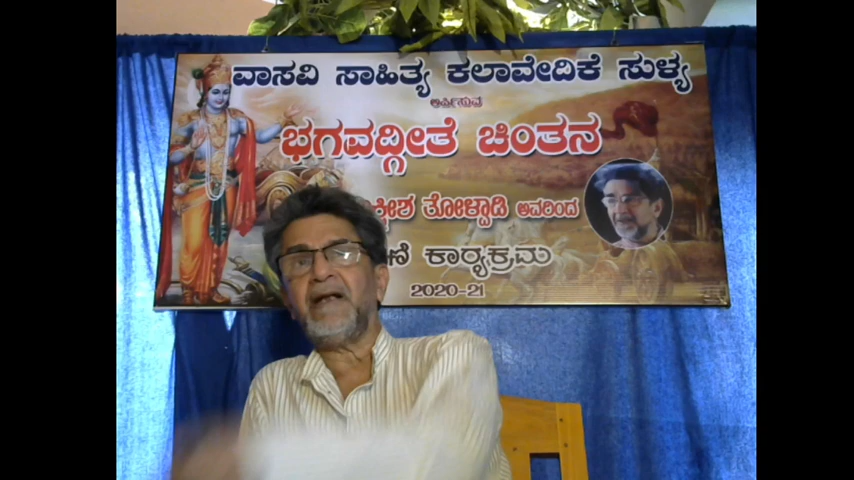 ವಾಸವಿ ಸಾಹಿತ್ಯ ಕಲಾವೇದಿಕೆ ಸುಳ್ಯ
ಅರ್ಪಿಸುವ
ಭಗವದ್ಗೀತೆ ಚಿಂತನ
ತೋಳ್ಪಾಡಿ ಅವರಿಂದ
ಕಾರ್ಯಕ್ರಮ
2020-21